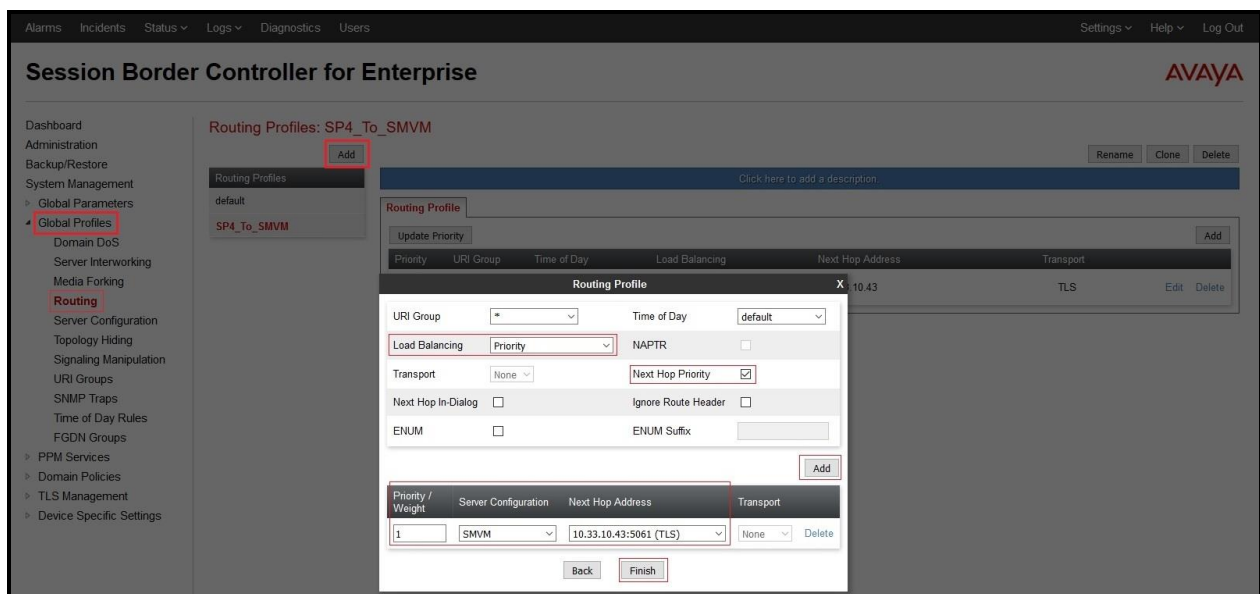 Alarms Incidents Status Logs Diagnostics Users Settings Help Log Out
Session Border Controller for Enterprise
AVAYA
Dashboard
Administration
Backup/Restore
System Management
Global Parameters
Global Profiles
Domain DoS
Server Interworking
Media Forking
Routing
Server Configuration
Topology Hiding
Signaling Manipulation
URI Groups
SNMP Traps
Time of Day Rules
FGDN Groups
PPM Services
Domain Policies
TLS Management
Device Specific Settings
Routing Profiles: SP4_To_SMVM
Add
Rename Clone Delete
Routing Profiles
default
SP4_To_SMVM
Click here to add a description.
Routing Profile
Update Priority
Add
Priority URI Group Time of Day Load Balancing Next Hop Address Transport
10.43 TLS Edit Delete
Routing Profile X
URI Group * Time of Day default
Load Balancing Priority NAPTR
Transport None Next Hop Priority
Next Hop In-Dialog Ignore Route Header
ENUM ENUM Suffix
Add
Priority / Weight Server Configuration Next Hop Address Transport
1 SMVM 10.33.10.43:5061 (TLS) None Delete
Back Finish